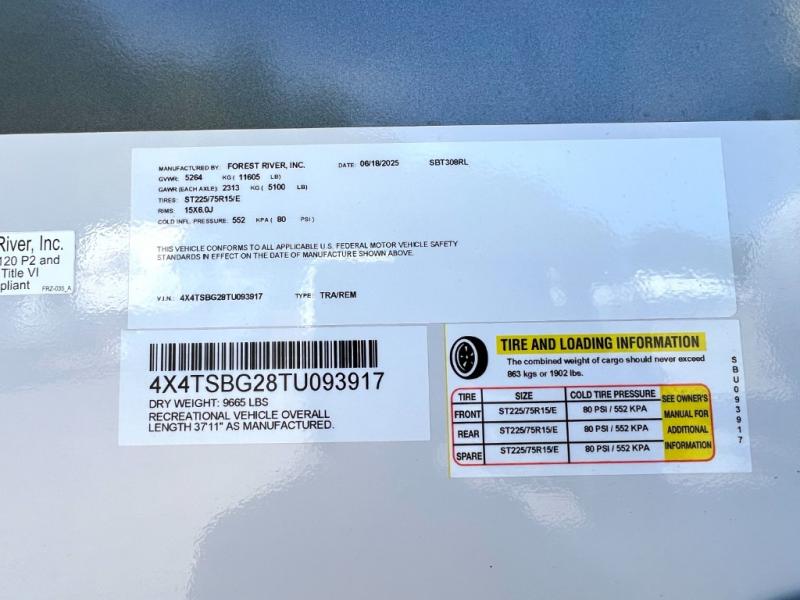 MANUFACTURED BY: FOREST RIVER, INC. DATE: 06/18/2025 SBT308RL
GVWR: 5264 KG ( 11605 LB)
GAWR (EACH AXLE): 2313 KG ( 5100 LB)
TIRES: ST225/75R15/E
RIMS: 15X6.0J
COLD INFL. PRESSURE: 552 KPA ( 80 PSI )
THIS VEHICLE CONFORMS TO ALL APPLICABLE U.S. FEDERAL MOTOR VEHICLE SAFETY
STANDARDS IN EFFECT ON THE DATE OF MANUFACTURE SHOWN ABOVE.
V.I.N.: 4X4TSBG28TU093917 TYPE: TRA/REM
River, Inc.
120 P2 and
Title VI
pliant
FRZ-035_A
4X4TSBG28TU093917
DRY WEIGHT: 9665 LBS
RECREATIONAL VEHICLE OVERALL
LENGTH 37'11" AS MANUFACTURED.
TIRE AND LOADING INFORMATION
The combined weight of cargo should never exceed
863 kgs or 1902 lbs.
TIRE SIZE COLD TIRE PRESSURE
FRONT ST225/75R15/E 80 PSI / 552 KPA
REAR ST225/75R15/E 80 PSI / 552 KPA
SPARE ST225/75R15/E 80 PSI / 552 KPA
SEE OWNER'S
MANUAL FOR
ADDITIONAL
INFORMATION
SBU093917